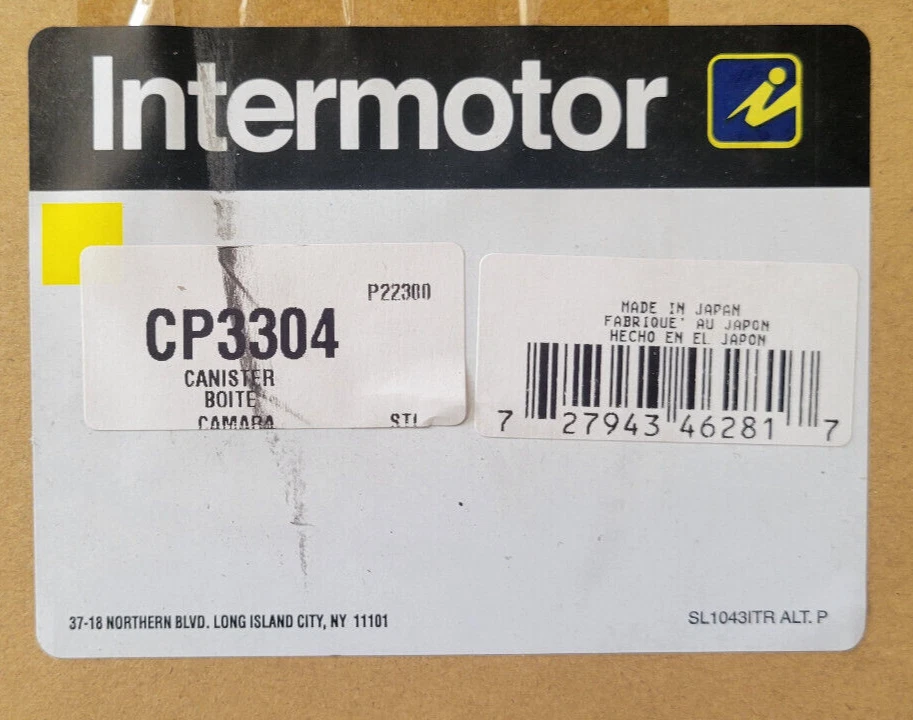 Intermotor
P22300
CP3304
CANISTER
BOITE
CAMARA
STI
MADE IN JAPAN
FABRIQUE' AU JAPON
HECHO EN EL JAPON
7 27943 46281 7
37-18 NORTHERN BLVD. LONG ISLAND CITY, NY 11101
SL1043ITR ALT. P